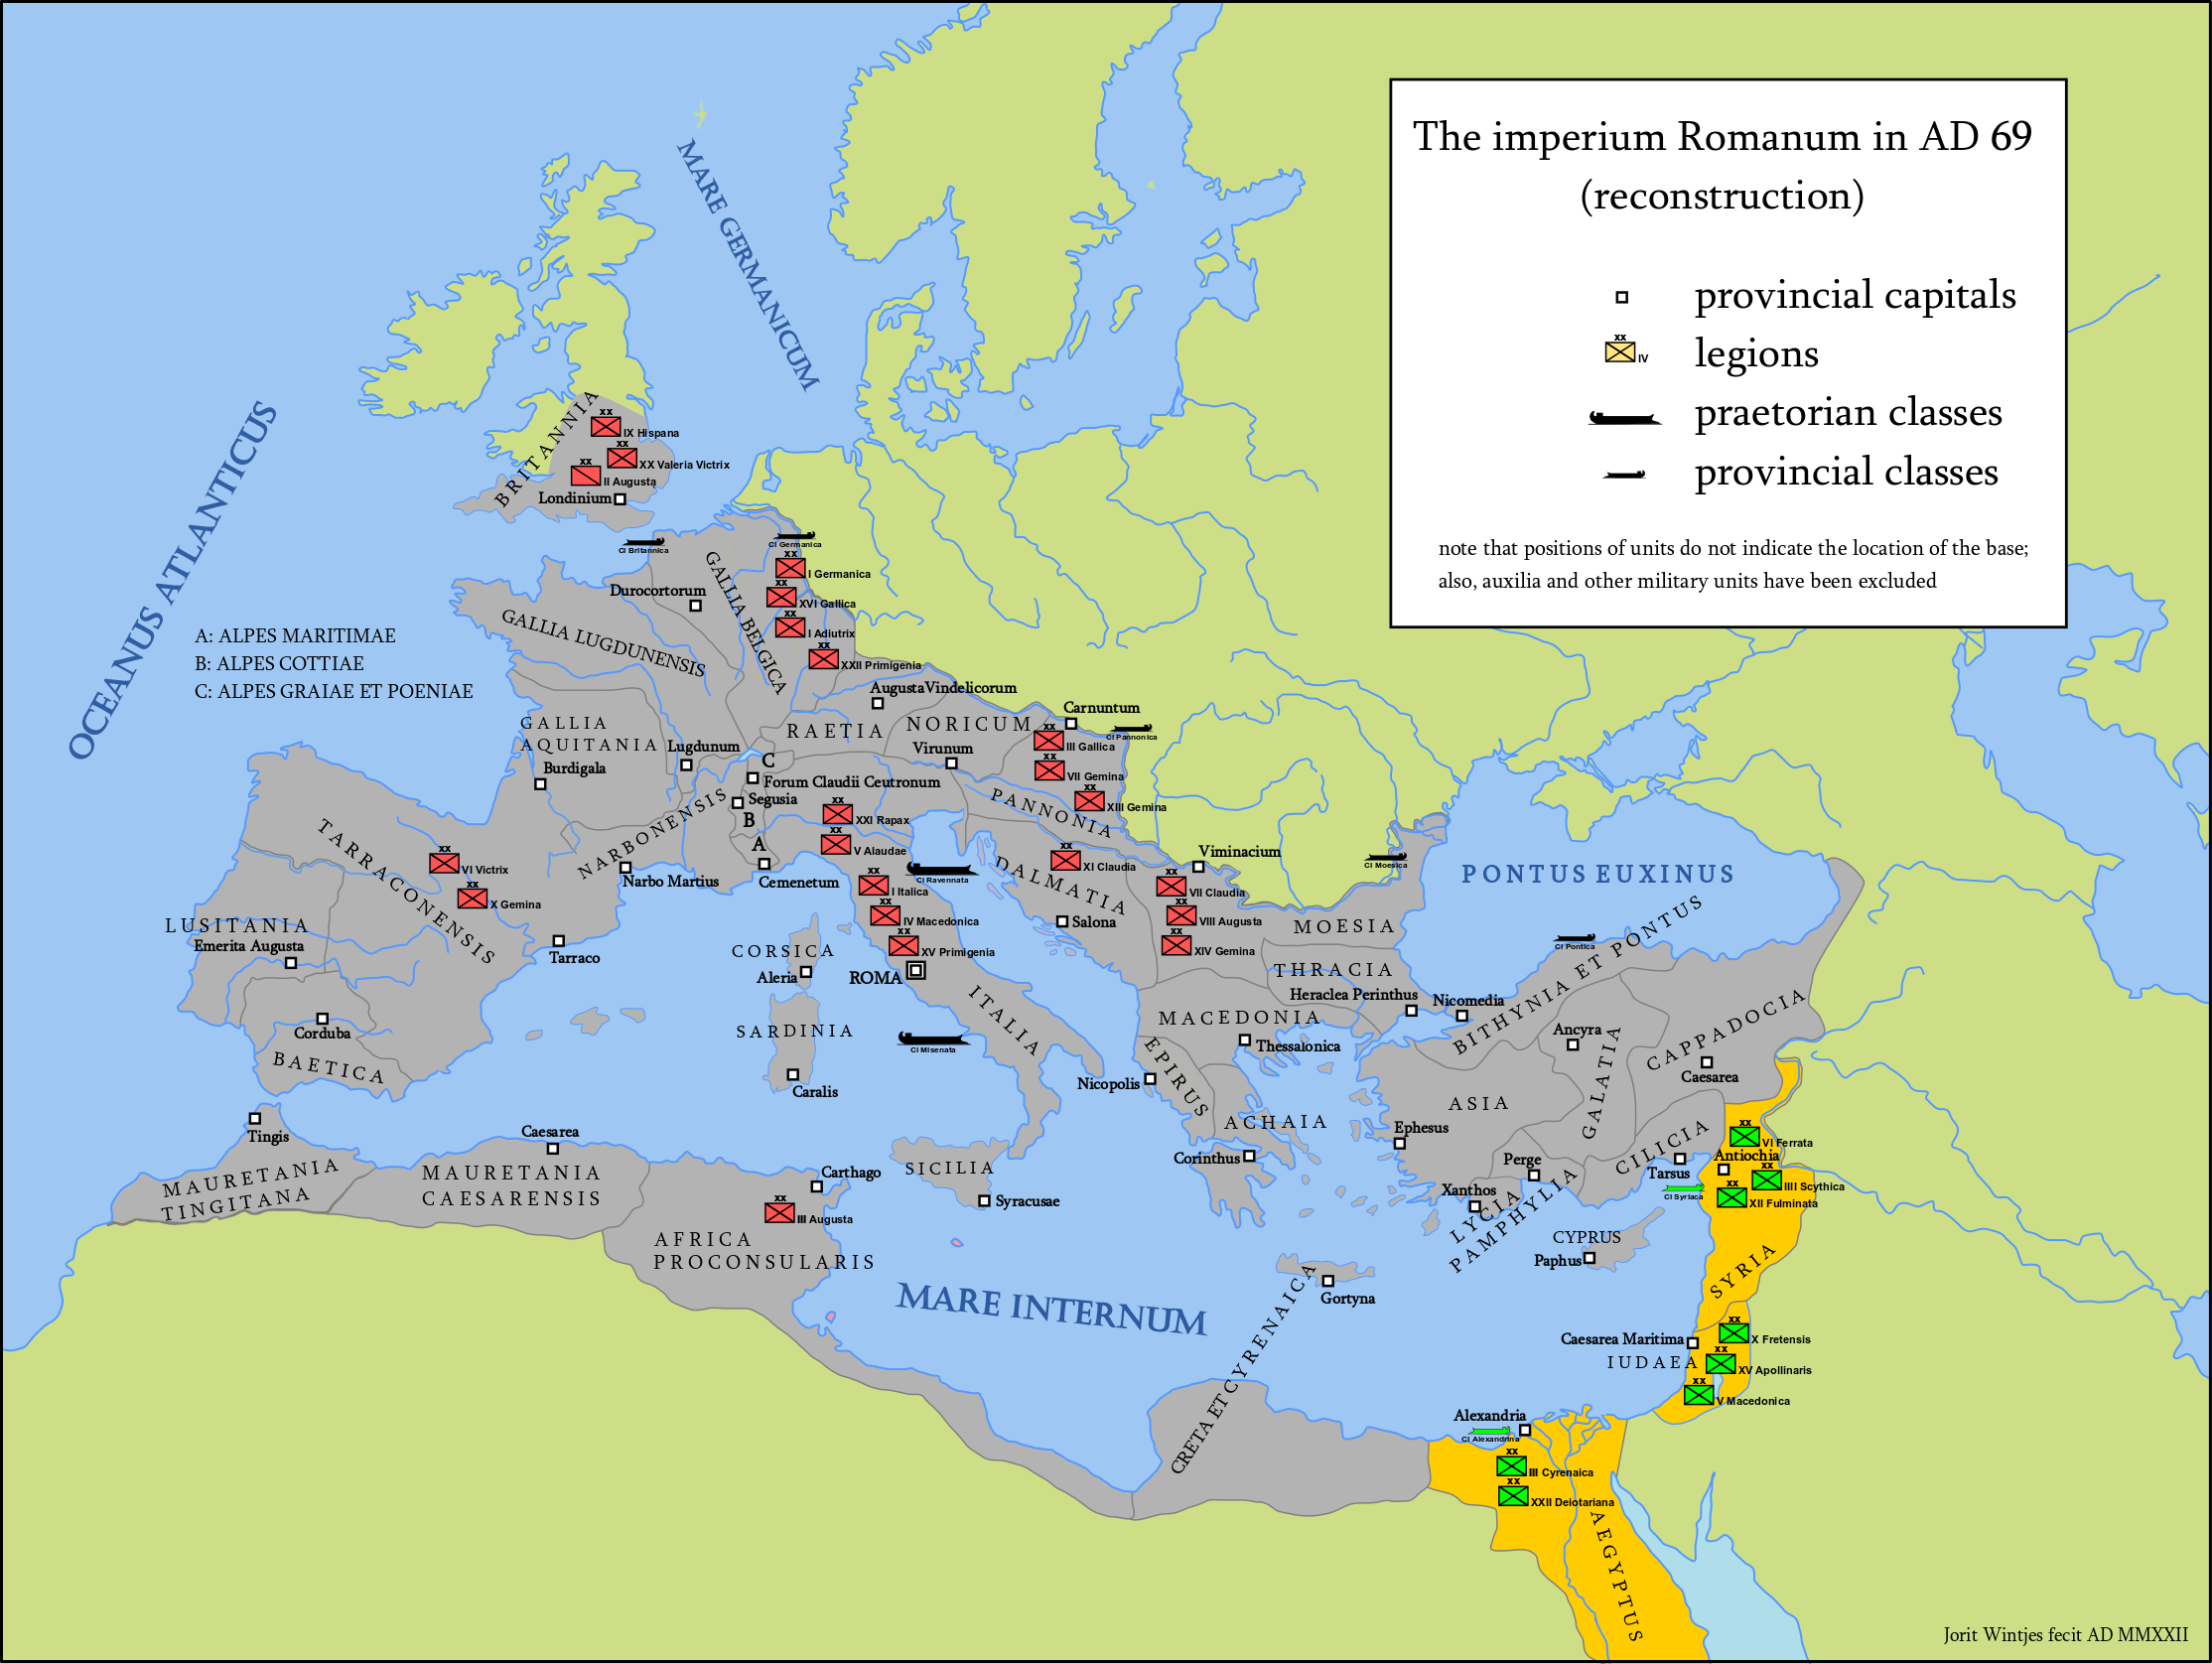 The imperium Romanum in AD 69
(reconstruction)
provincial capitals
xx
IV
legions
praetorian classes
provincial classes
note that positions of units do not indicate the location of the base;
also, auxilia and other military units have been excluded
MARE GERMANICUM
OCEANUS ATLANTICUS
BRITANNIA
xx
IX Hispana
xx
XX Valeria Victrix
xx
II Augusta
Londinium
Cl Britannica
Cl Germanica
xx
I Germanica
xx
XVI Gallica
xx
I Adiutrix
xx
XXII Primigenia
Durocortorum
GALLIA BELGICA
GALLIA LUGDUNENSIS
A: ALPES MARITIMAE
B: ALPES COTTIAE
C: ALPES GRAIAE ET POENIAE
AugustaVindelicorum
Carnuntum
Cl Pannonica
GALLIA
AQUITANIA
Burdigala
Lugdunum
RAETIA
NORICUM
Virunum
xx
III Gallica
xx
VII Gemina
xx
XIII Gemina
C
Forum Claudii Ceutronum
Segusia
B
A
Cemenetum
NARBONENSIS
Narbo Martius
xx
XXI Rapax
xx
V Alaudae
PANNONIA
xx
XI Claudia
DALMATIA
Salona
Cl Ravennata
xx
I Italica
xx
IV Macedonica
xx
XV Primigenia
ROMA
ITALIA
Viminacium
xx
VII Claudia
xx
VIII Augusta
xx
XIV Gemina
Cl Moesica
MOESIA
PONTUS EUXINUS
TARRACONENSIS
xx
VI Victrix
xx
X Gemina
LUSITANIA
Emerita Augusta
Tarraco
Corduba
BAETICA
CORSICA
Aleria
SARDINIA
Caralis
Cl Misenata
THRACIA
Heraclea Perinthus
Nicomedia
Cl Pontica
BITHYNIA ET PONTUS
MACEDONIA
Thessalonica
EPIRUS
Nicopolis
ACHAIA
Corinthus
Ancyra
GALATIA
CAPPADOCIA
Caesarea
ASIA
Ephesus
Tingis
MAURETANIA
TINGITANA
Caesarea
MAURETANIA
CAESARENSIS
Carthago
xx
III Augusta
AFRICA
PROCONSULARIS
SICILIA
Syracusae
MARE INTERNUM
Perge
Xanthos
LYCIA
PAMPHYLIA
CILICIA
Tarsus
Cl Syriaca
xx
VI Ferrata
Antiochia
xx
IIII Scythica
xx
XII Fulminata
CYPRUS
Paphus
SYRIA
Gortyna
CRETA ET CYRENAICA
Caesarea Maritima
IUDAEA
xx
X Fretensis
xx
XV Apollinaris
xx
V Macedonica
Alexandria
Cl Alexandrina
xx
III Cyrenaica
xx
XXII Deiotariana
AEGYPTUS
Jorit Wintjes fecit AD MMXXII